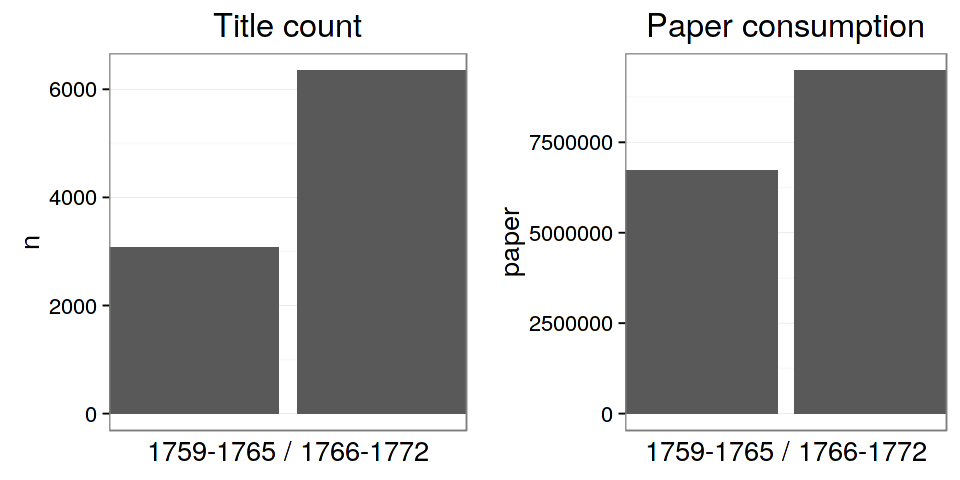 Title count
6000
4000
2000
0
n
1759-1765 / 1766-1772
Paper consumption
7500000
5000000
2500000
0
paper
1759-1765 / 1766-1772